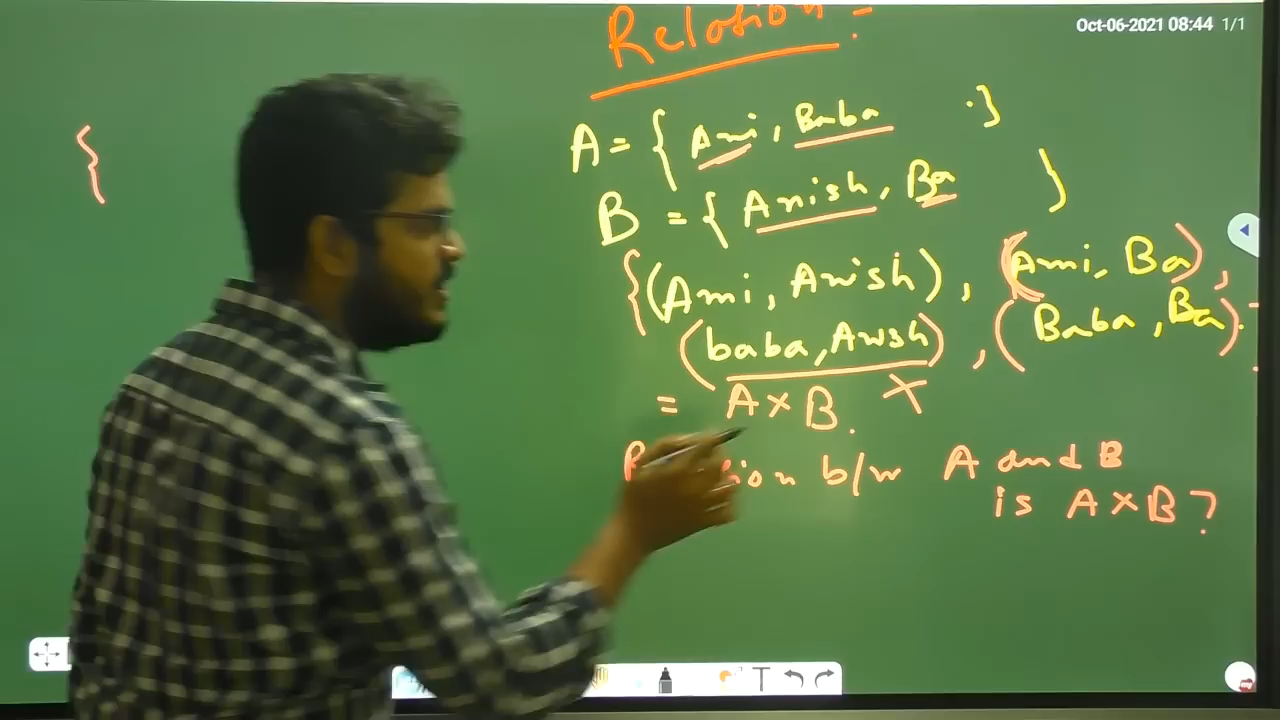 Relation:
Oct-06-2021 08:44 1/1
A = { Ami, Baba . }
B = { Anish, Ba }
{
{(Ami, Anish), (Ami, Ba),
(baba, Anish), (Baba, Ba).
= A × B. ×
b/w A and B
is A × B?
T